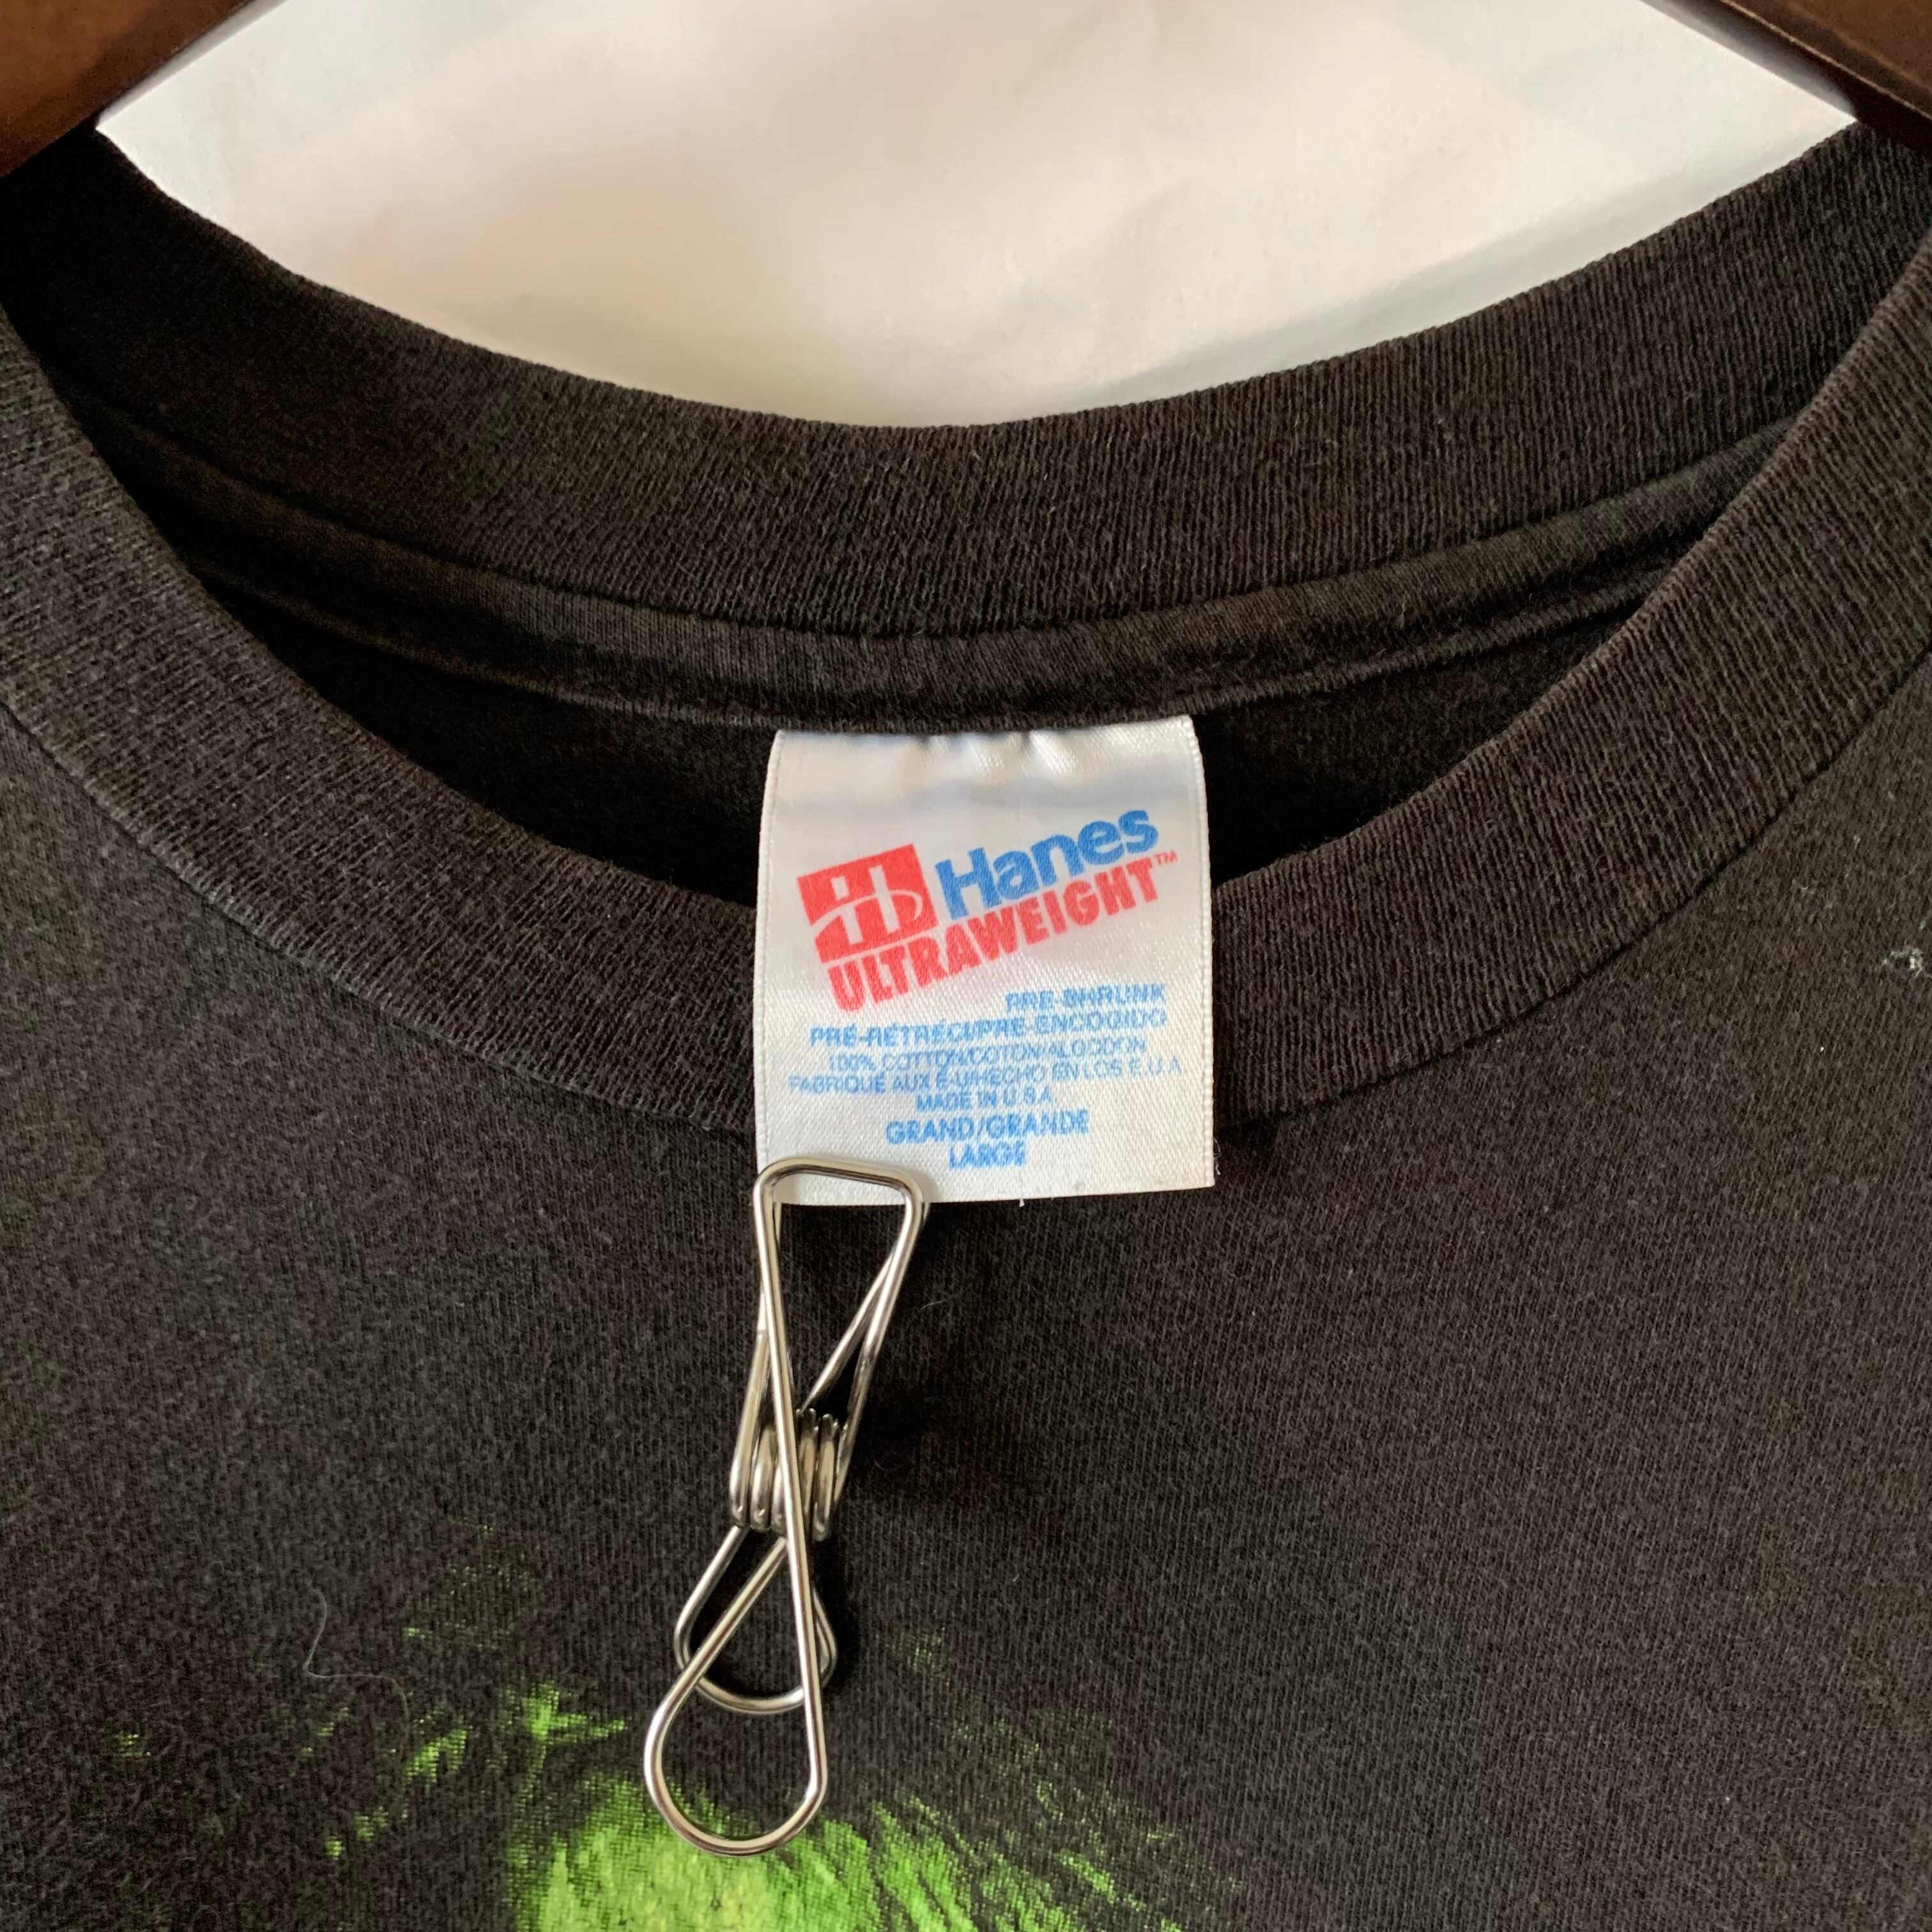 Hanes
ULTRAWEIGHT™
PRE-SHRUNK
PRÉ-RÉTRÉCI/PRE-ENCOGIDO
100% COTTON/COTON/ALGODON
FABRIQUE AUX E-U/HECHO EN LOS E.U.A
MADE IN U.S.A
GRAND/GRANDE
LARGE